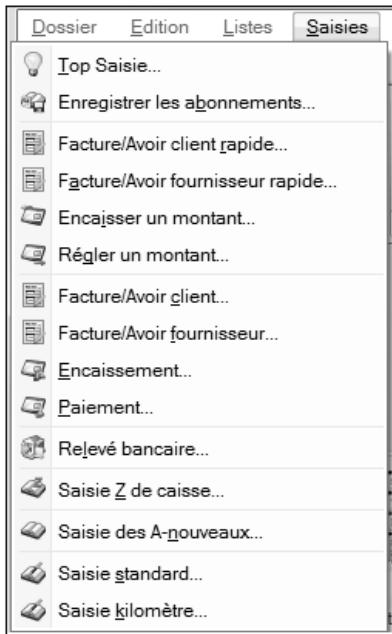 Dossier Edition Listes Saisies
Top Saisie...
Enregistrer les abonnements...
Facture/Avoir client rapide...
Facture/Avoir fournisseur rapide...
Encaisser un montant...
Régler un montant...
Facture/Avoir client...
Facture/Avoir fournisseur...
Encaissement...
Paiement...
Relevé bancaire...
Saisie Z de caisse...
Saisie des A-nouveaux...
Saisie standard...
Saisie kilomètre...